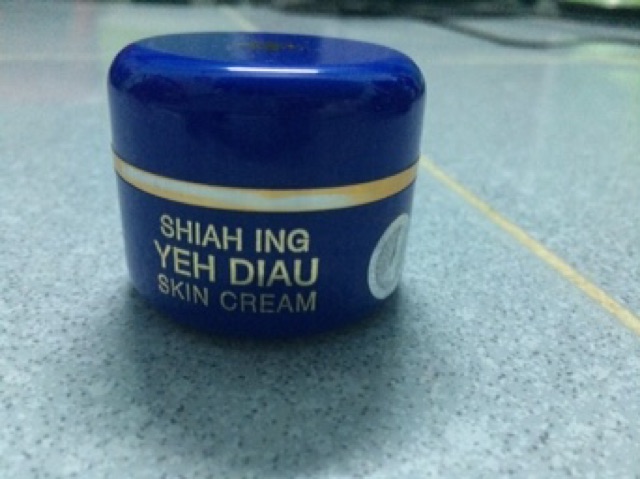 SHIAH ING
YEH DIAU
SKIN CREAM